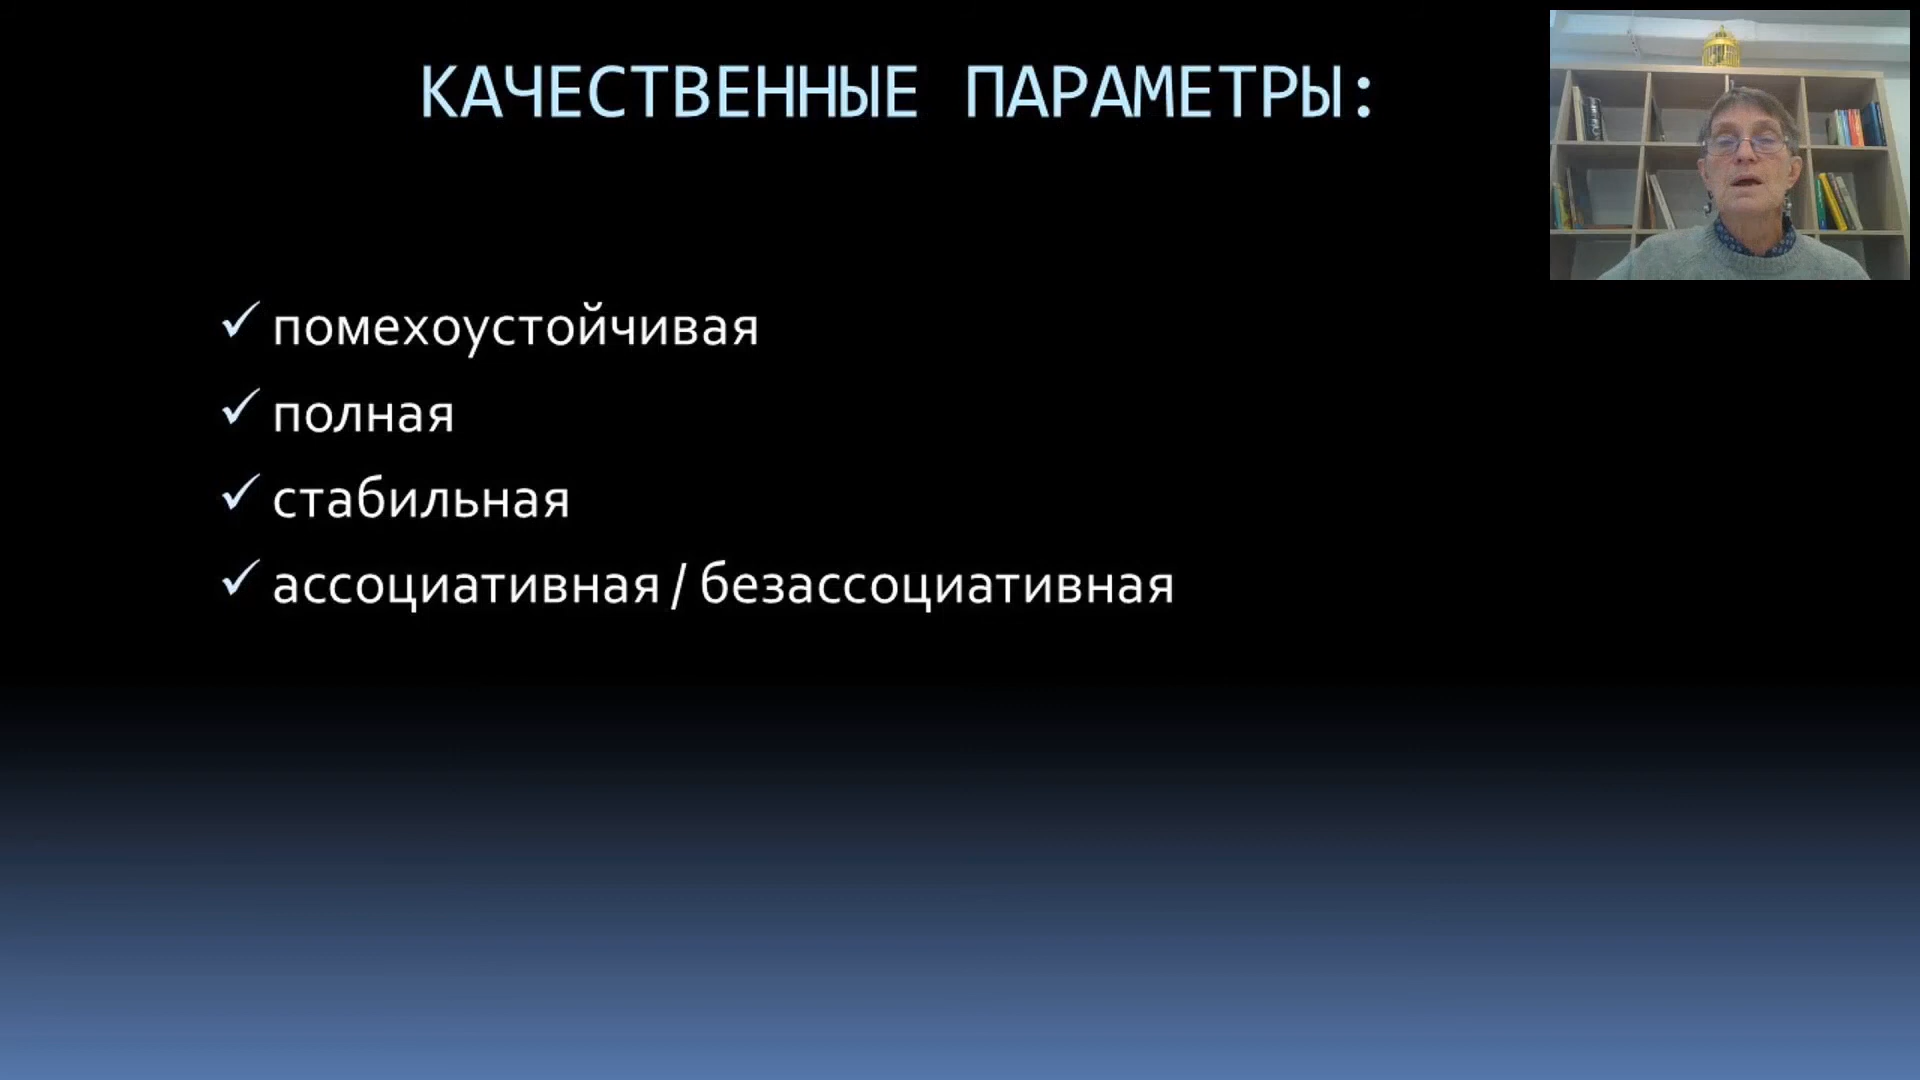 КАЧЕСТВЕННЫЕ ПАРАМЕТРЫ:
✓ помехоустойчивая
✓ полная
✓ стабильная
✓ ассоциативная / безассоциативная